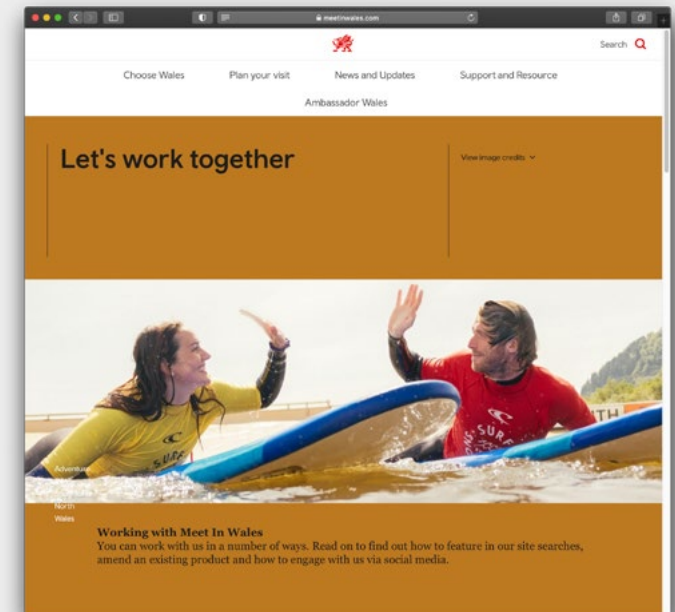 meetinwales.com
Search
Choose Wales Plan your visit News and Updates Support and Resource
Ambassador Wales
Let's work together
View image credits
Adventure
North
Wales
Working with Meet In Wales
You can work with us in a number of ways. Read on to find out how to feature in our site searches,
amend an existing product and how to engage with us via social media.